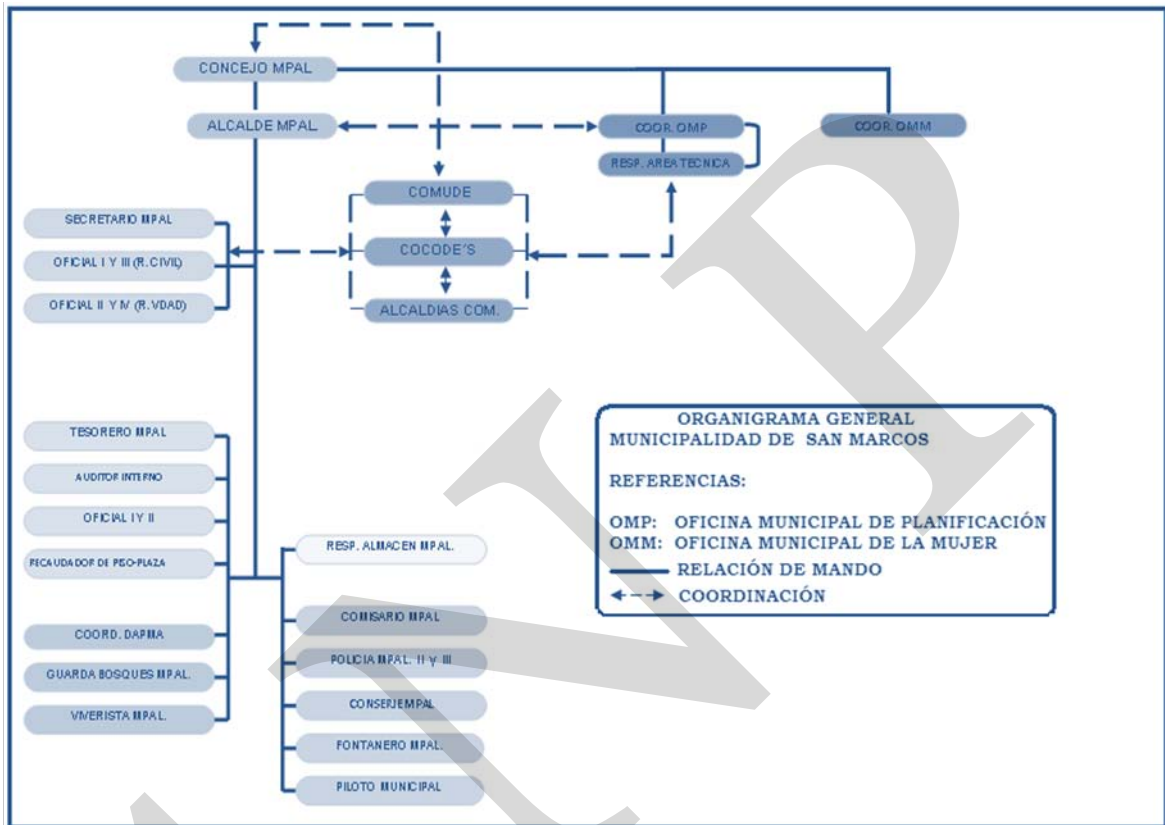 CONCEJO MPAL
ALCALDE MPAL
COOR. OMP
COOR. OMM
RESP. AREA TECNICA
COMUDE
COCODE'S
ALCALDIAS COM.
SECRETARIO MPAL
OFICIAL I Y III (R.CIVIL)
OFICIAL II Y IV (R.VDAD)
TESORERO MPAL
AUDITOR INTERNO
OFICIAL I Y II
RECAUDADOR DE PISO-PLAZA
COORD. DAPMA
GUARDA BOSQUES MPAL.
VIVERISTA MPAL.
RESP. ALMACEN MPAL.
COMISARIO MPAL
POLICIA MPAL. II y III
CONSERJE MPAL
FONTANERO MPAL.
PILOTO MUNICIPAL
ORGANIGRAMA GENERAL
MUNICIPALIDAD DE SAN MARCOS
REFERENCIAS:
OMP: OFICINA MUNICIPAL DE PLANIFICACIÓN
OMM: OFICINA MUNICIPAL DE LA MUJER
RELACIÓN DE MANDO
COORDINACIÓN